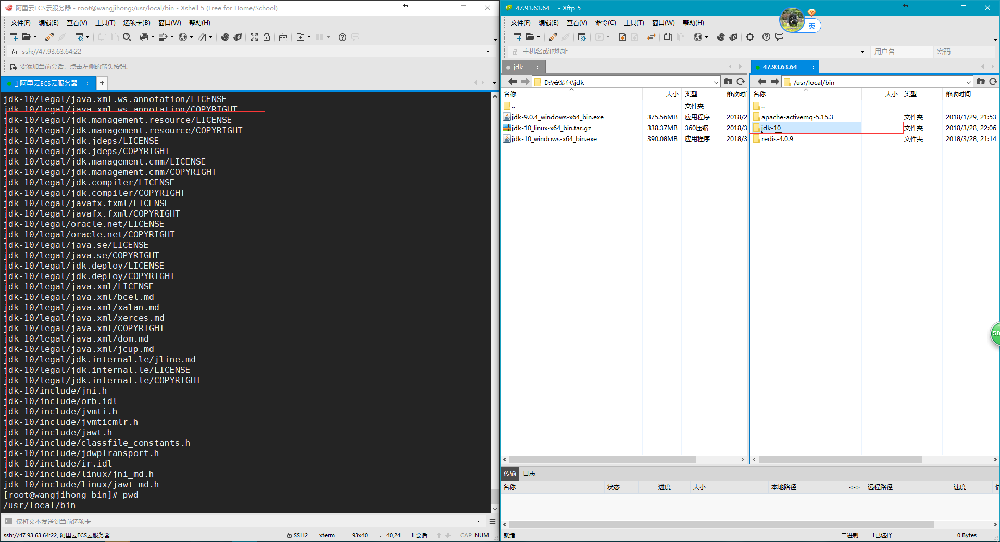 阿里云ECS云服务器 - root@wangjihong:/usr/local/bin - Xshell 5 (Free for Home/School)
文件(F) 编辑(E) 查看(V) 工具(T) 选项卡(B) 窗口(W) 帮助(H)
ssh://47.93.63.64:22
要添加当前会话，点击左侧的箭头按钮。
1 阿里云ECS云服务器 × +
jdk-10/legal/java.xml.ws.annotation/LICENSE
jdk-10/legal/java.xml.ws.annotation/COPYRIGHT
jdk-10/legal/jdk.management.resource/LICENSE
jdk-10/legal/jdk.management.resource/COPYRIGHT
jdk-10/legal/jdk.jdeps/LICENSE
jdk-10/legal/jdk.jdeps/COPYRIGHT
jdk-10/legal/jdk.management.cmm/LICENSE
jdk-10/legal/jdk.management.cmm/COPYRIGHT
jdk-10/legal/jdk.compiler/LICENSE
jdk-10/legal/jdk.compiler/COPYRIGHT
jdk-10/legal/javafx.fxml/LICENSE
jdk-10/legal/javafx.fxml/COPYRIGHT
jdk-10/legal/oracle.net/LICENSE
jdk-10/legal/oracle.net/COPYRIGHT
jdk-10/legal/java.se/LICENSE
jdk-10/legal/java.se/COPYRIGHT
jdk-10/legal/jdk.deploy/LICENSE
jdk-10/legal/jdk.deploy/COPYRIGHT
jdk-10/legal/java.xml/LICENSE
jdk-10/legal/java.xml/bcel.md
jdk-10/legal/java.xml/xalan.md
jdk-10/legal/java.xml/xerces.md
jdk-10/legal/java.xml/COPYRIGHT
jdk-10/legal/java.xml/dom.md
jdk-10/legal/java.xml/jcup.md
jdk-10/legal/jdk.internal.le/jline.md
jdk-10/legal/jdk.internal.le/LICENSE
jdk-10/legal/jdk.internal.le/COPYRIGHT
jdk-10/include/jni.h
jdk-10/include/orb.idl
jdk-10/include/jvmti.h
jdk-10/include/jvmticmlr.h
jdk-10/include/jawt.h
jdk-10/include/classfile_constants.h
jdk-10/include/jdwpTransport.h
jdk-10/include/ir.idl
jdk-10/include/linux/jni_md.h
jdk-10/include/linux/jawt_md.h
[root@wangjihong bin]# pwd
/usr/local/bin
仅将文本发送到当前选项卡
ssh://47.93.63.64:22, 阿里云ECS云服务器 SSH2 xterm 93x40 40,24 1 会话 CAP NUM
47.93.63.64 - Xftp 5
文件(F) 编辑(E) 查看(V) 命令(C) 工具(T) 窗口(W) 帮助(H)
英
主机名或IP地址 用户名 密码
jdk ×
D:\安装包\jdk
名称 大小 类型 修改时间
.. 文件夹
jdk-9.0.4_windows-x64_bin.exe 375.56MB 应用程序 2018/2
jdk-10_linux-x64_bin.tar.gz 338.37MB 360压缩 2018/3
jdk-10_windows-x64_bin.exe 390.08MB 应用程序 2018/3
47.93.63.64 ×
/usr/local/bin
名称 大小 类型 修改时间
..
apache-activemq-5.15.3 文件夹 2018/1/29, 21:53
jdk-10 文件夹 2018/3/28, 22:06
redis-4.0.9 文件夹 2018/3/28, 21:14
50
传输 日志
名称 状态 进度 大小 本地路径 <-> 远程路径 速度 估
就绪 二进制 1已选择 0 Bytes